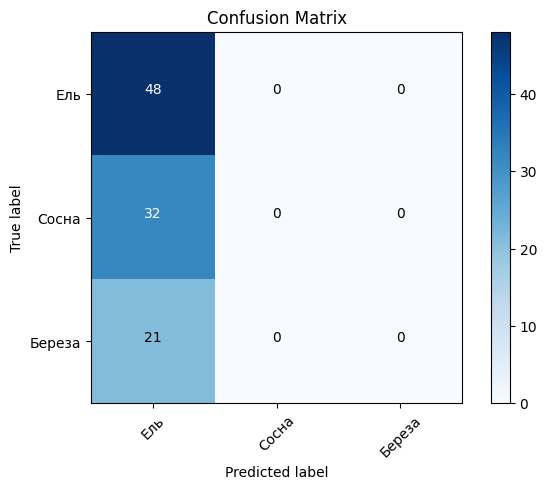 Confusion Matrix
True label
Ель
48
0
0
Сосна
32
0
0
Береза
21
0
0
Ель
Сосна
Береза
Predicted label
40
30
20
10
0